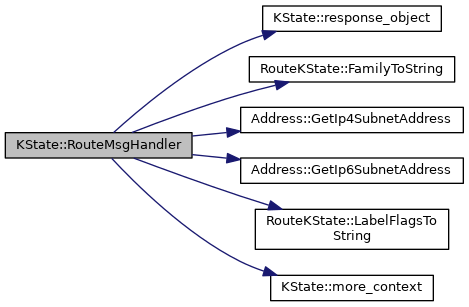 KState::RouteMsgHandler
KState::response_object
RouteKState::FamilyToString
Address::GetIp4SubnetAddress
Address::GetIp6SubnetAddress
RouteKState::LabelFlagsTo
String
KState::more_context